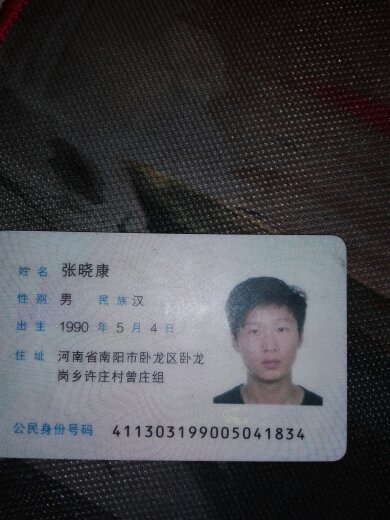 姓名 张晓康
性别 男 民族 汉
出生 1990 年 5 月 4 日
住址 河南省南阳市卧龙区卧龙
岗乡许庄村曾庄组
公民身份号码 411303199005041834